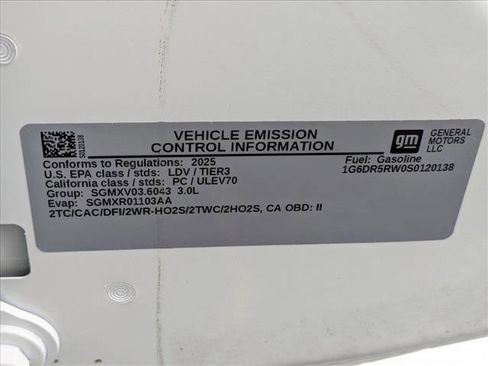 S0120138
VEHICLE EMISSION
CONTROL INFORMATION
gm
GENERAL
MOTORS
LLC
Conforms to Regulations: 2025
Fuel: Gasoline
U.S. EPA class / stds: LDV / TIER3
1G6DR5RW0S0120138
California class / stds: PC / ULEV70
Group: SGMXV03.6043 3.0L
Evap: SGMXR01103AA
2TC/CAC/DFI/2WR-HO2S/2TWC/2HO2S, CA OBD: II